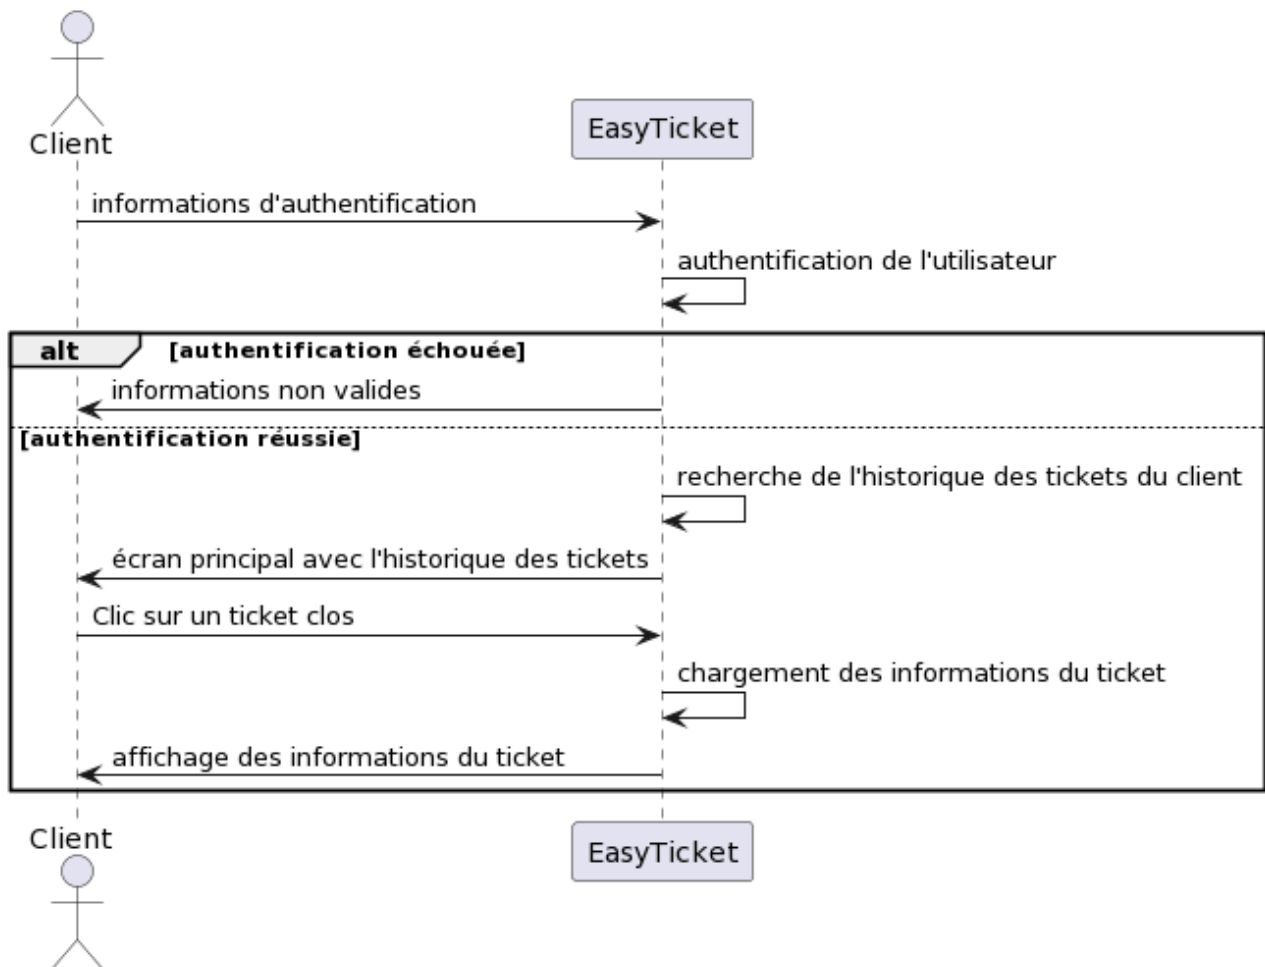 Client
EasyTicket
informations d'authentification
authentification de l'utilisateur
alt
[authentification échouée]
informations non valides
[authentification réussie]
recherche de l'historique des tickets du client
écran principal avec l'historique des tickets
Clic sur un ticket clos
chargement des informations du ticket
affichage des informations du ticket
Client
EasyTicket